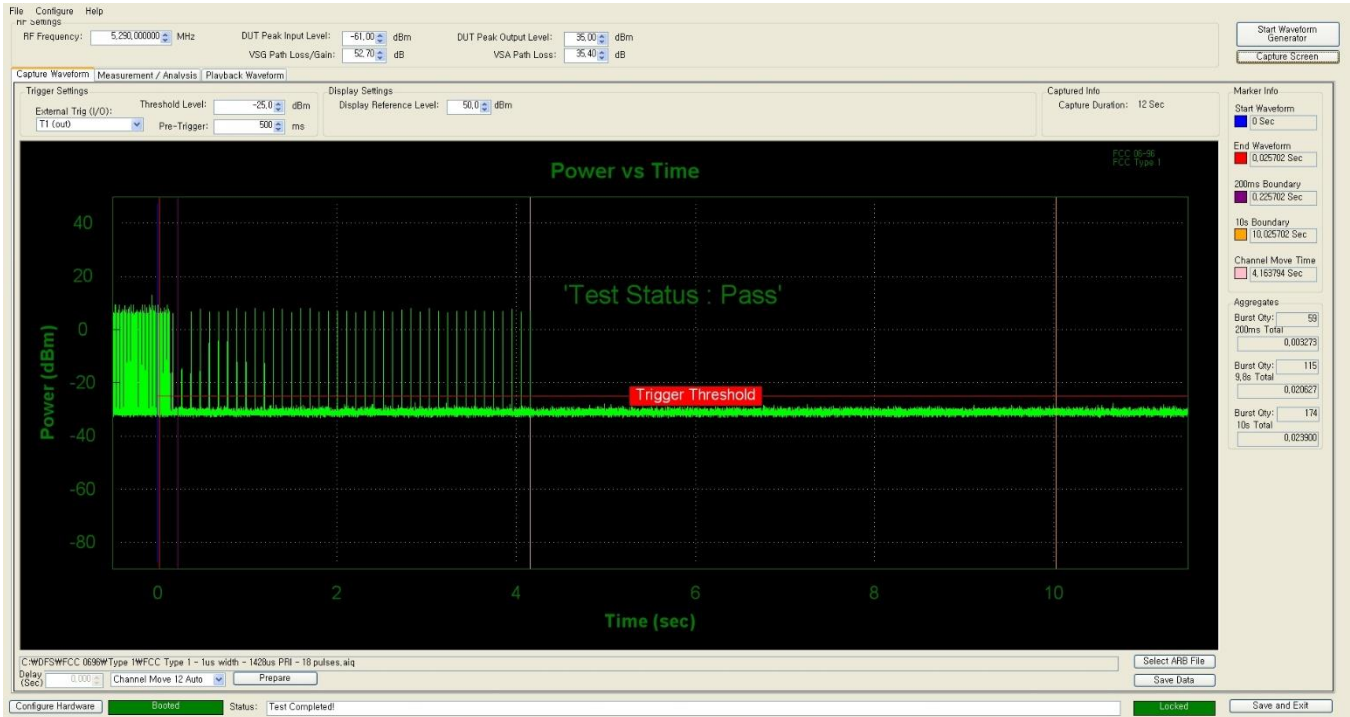 File Configure Help
RF Settings
RF Frequency: 5,290,000000 MHz DUT Peak Input Level: -61,00 dBm DUT Peak Output Level: 35,00 dBm
VSG Path Loss/Gain: 52,70 dB VSA Path Loss: 35,40 dB
Start Waveform
Generator
Capture Screen
Capture Waveform Measurement / Analysis Playback Waveform
Trigger Settings
External Trig (I/O):
T1 (out)
Threshold Level: -25,0 dBm
Pre-Trigger: 500 ms
Display Settings
Display Reference Level: 50,0 dBm
Captured Info
Capture Duration: 12 Sec
Power vs Time
FCC 06-96
FCC Type 1
40
20
0
-20
-40
-60
-80
Power (dBm)
'Test Status : Pass'
Trigger Threshold
0 2 4 6 8 10
Time (sec)
Marker Info
Start Waveform
0 Sec
End Waveform
0,025702 Sec
200ms Boundary
0,225702 Sec
10s Boundary
10,025702 Sec
Channel Move Time
4,163794 Sec
Aggregates
Burst Qty: 59
200ms Total
0,003273
Burst Qty: 115
9,8s Total
0,020627
Burst Qty: 174
10s Total
0,023900
C:₩DFS₩FCC 0696₩Type 1₩FCC Type 1 - 1us width - 1428us PRI - 18 pulses.aiq
Select ARB File
Delay
(Sec) 0,000 Channel Move 12 Auto Prepare
Save Data
Configure Hardware Booted Status: Test Completed! Locked Save and Exit